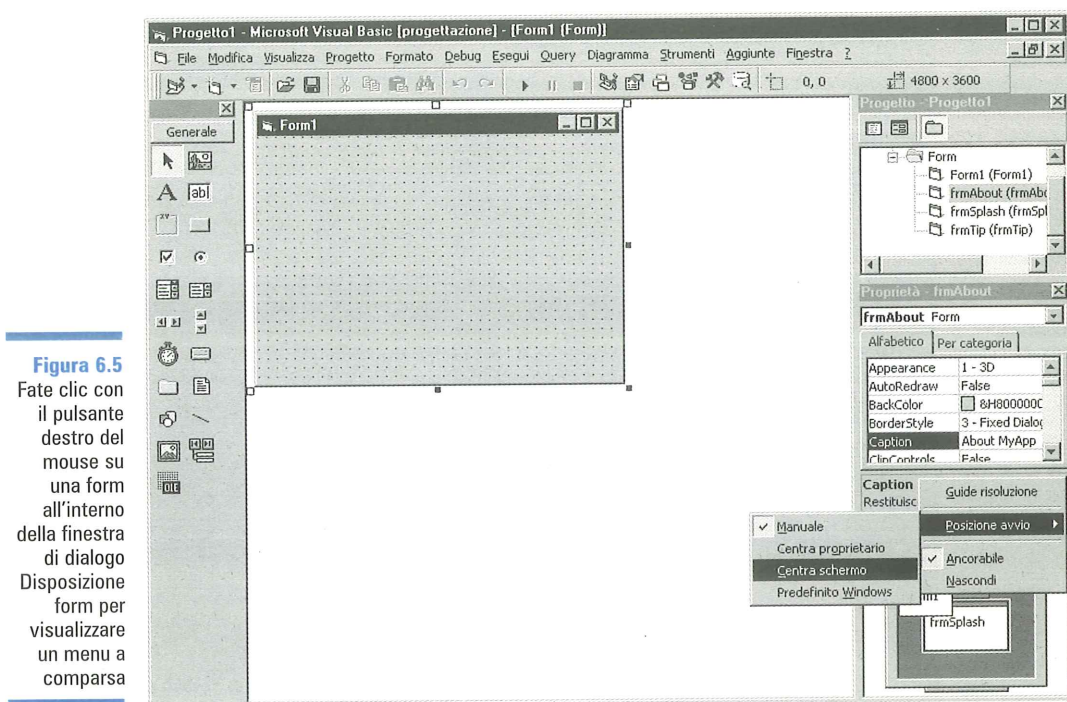 Progetto1 - Microsoft Visual Basic [progettazione] - [Form1 (Form)]
File Modifica Visualizza Progetto Formato Debug Esegui Query Diagramma Strumenti Aggiunte Finestra ?
0, 0 4800 x 3600
Generale
Form1
A
abl
xv
OLE
Progetto - Progetto1
Form
Form1 (Form1)
frmAbout (frmAbc
frmSplash (frmSpl
frmTip (frmTip)
Proprietà - frmAbout
frmAbout Form
Alfabetico Per categoria
Appearance 1 - 3D
AutoRedraw False
BackColor &H8000000
BorderStyle 3 - Fixed Dialog
Caption About MyApp
ClipControls False
Caption
Restituisc
Guide risoluzione
Posizione avvio
Ancorabile
Nascondi
Manuale
Centra proprietario
Centra schermo
Predefinito Windows
frmSplash
Figura 6.5
Fate clic con
il pulsante
destro del
mouse su
una form
all'interno
della finestra
di dialogo
Disposizione
form per
visualizzare
un menu a
comparsa